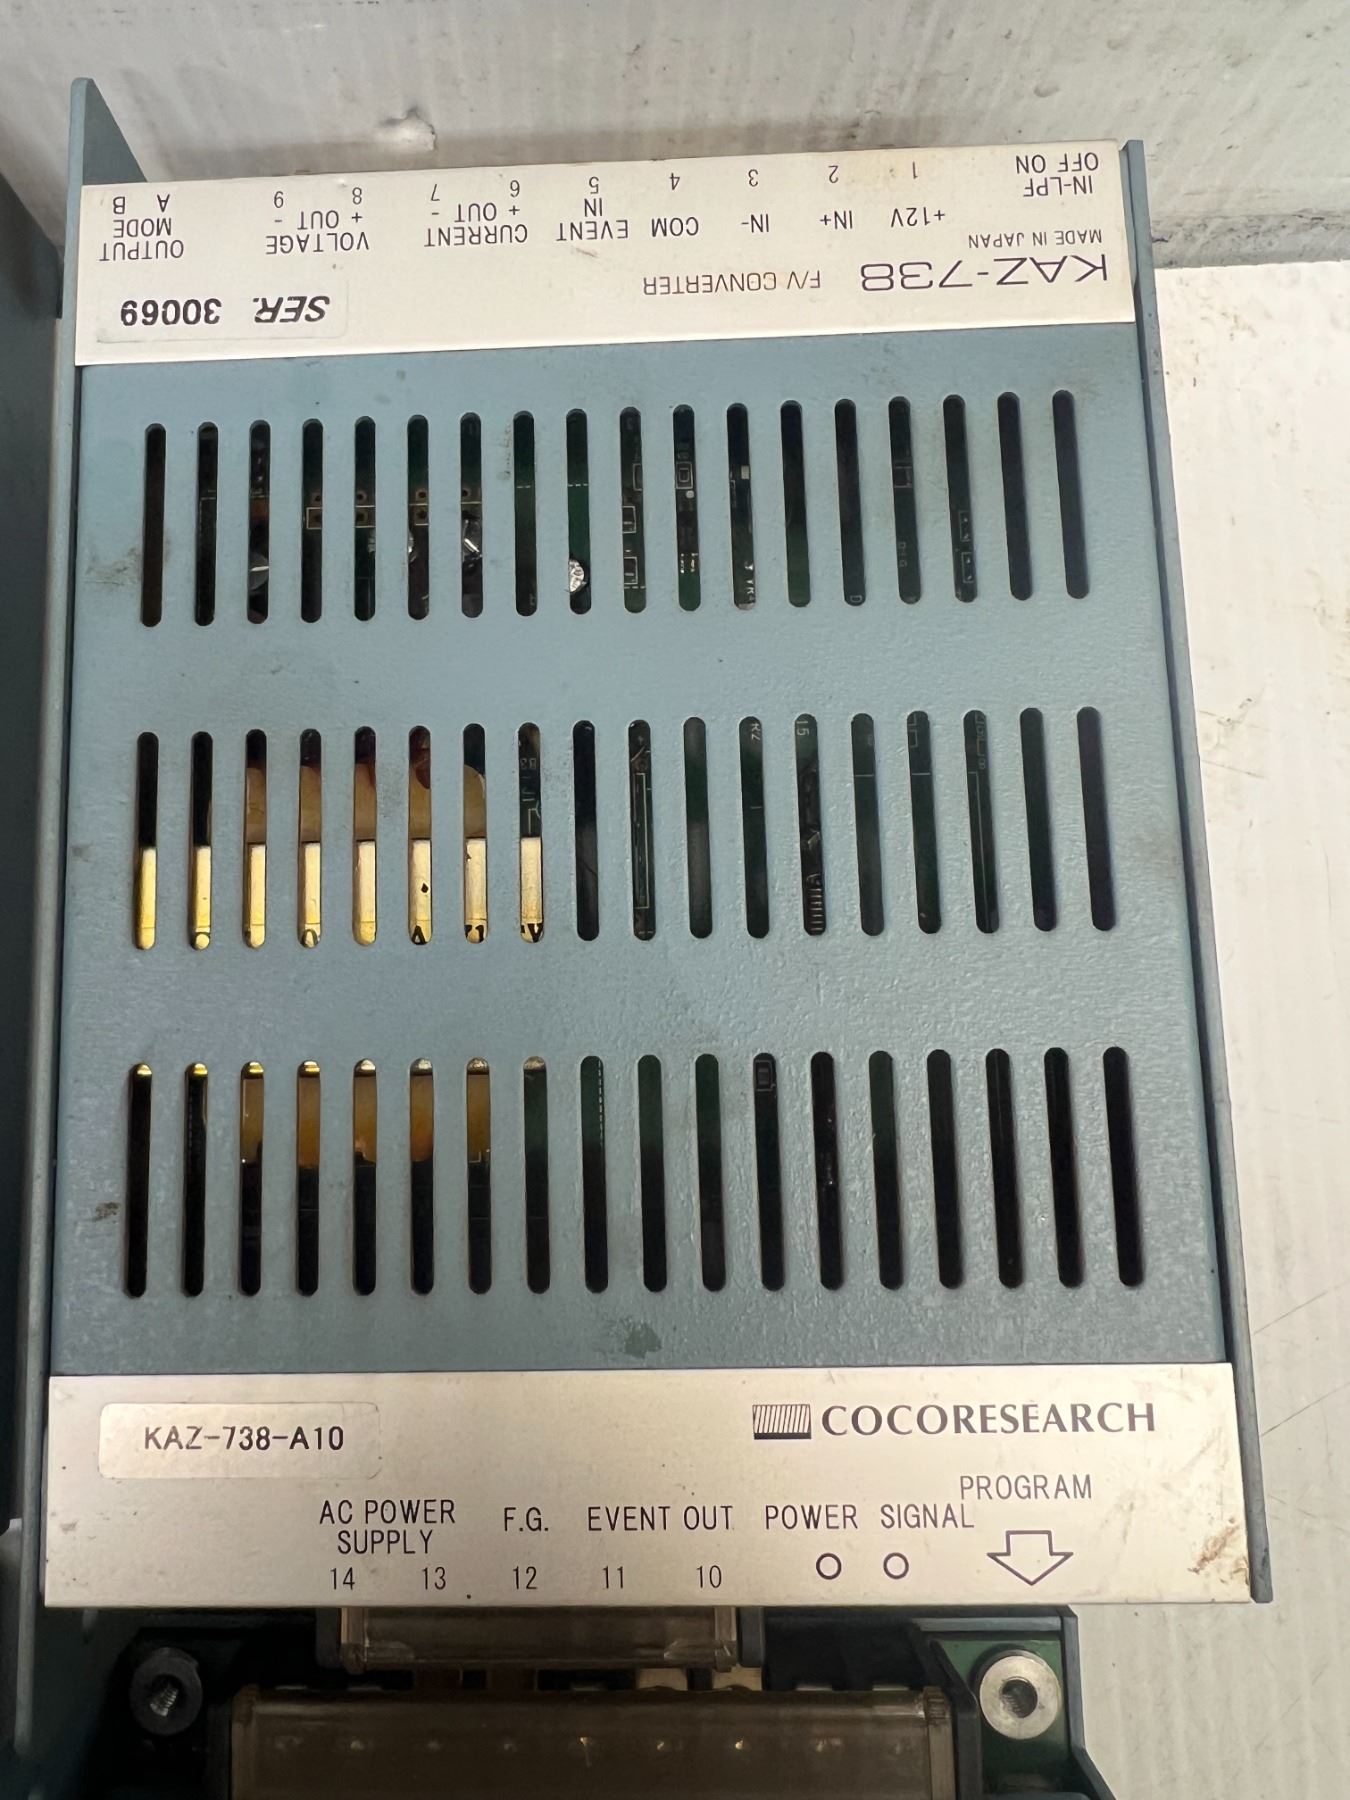 IN-LPF
OFF ON
+12V
1
IN+
2
IN-
3
COM
4
EVENT
IN
5
CURRENT
+ OUT -
6 7
VOLTAGE
+ OUT -
8 9
OUTPUT
MODE
A B
MADE IN JAPAN
KAZ-738 F/V CONVERTER
SER. 30069
KAZ-738-A10
COCORESEARCH
PROGRAM
AC POWER F.G. EVENT OUT POWER SIGNAL
SUPPLY
14 13 12 11 10